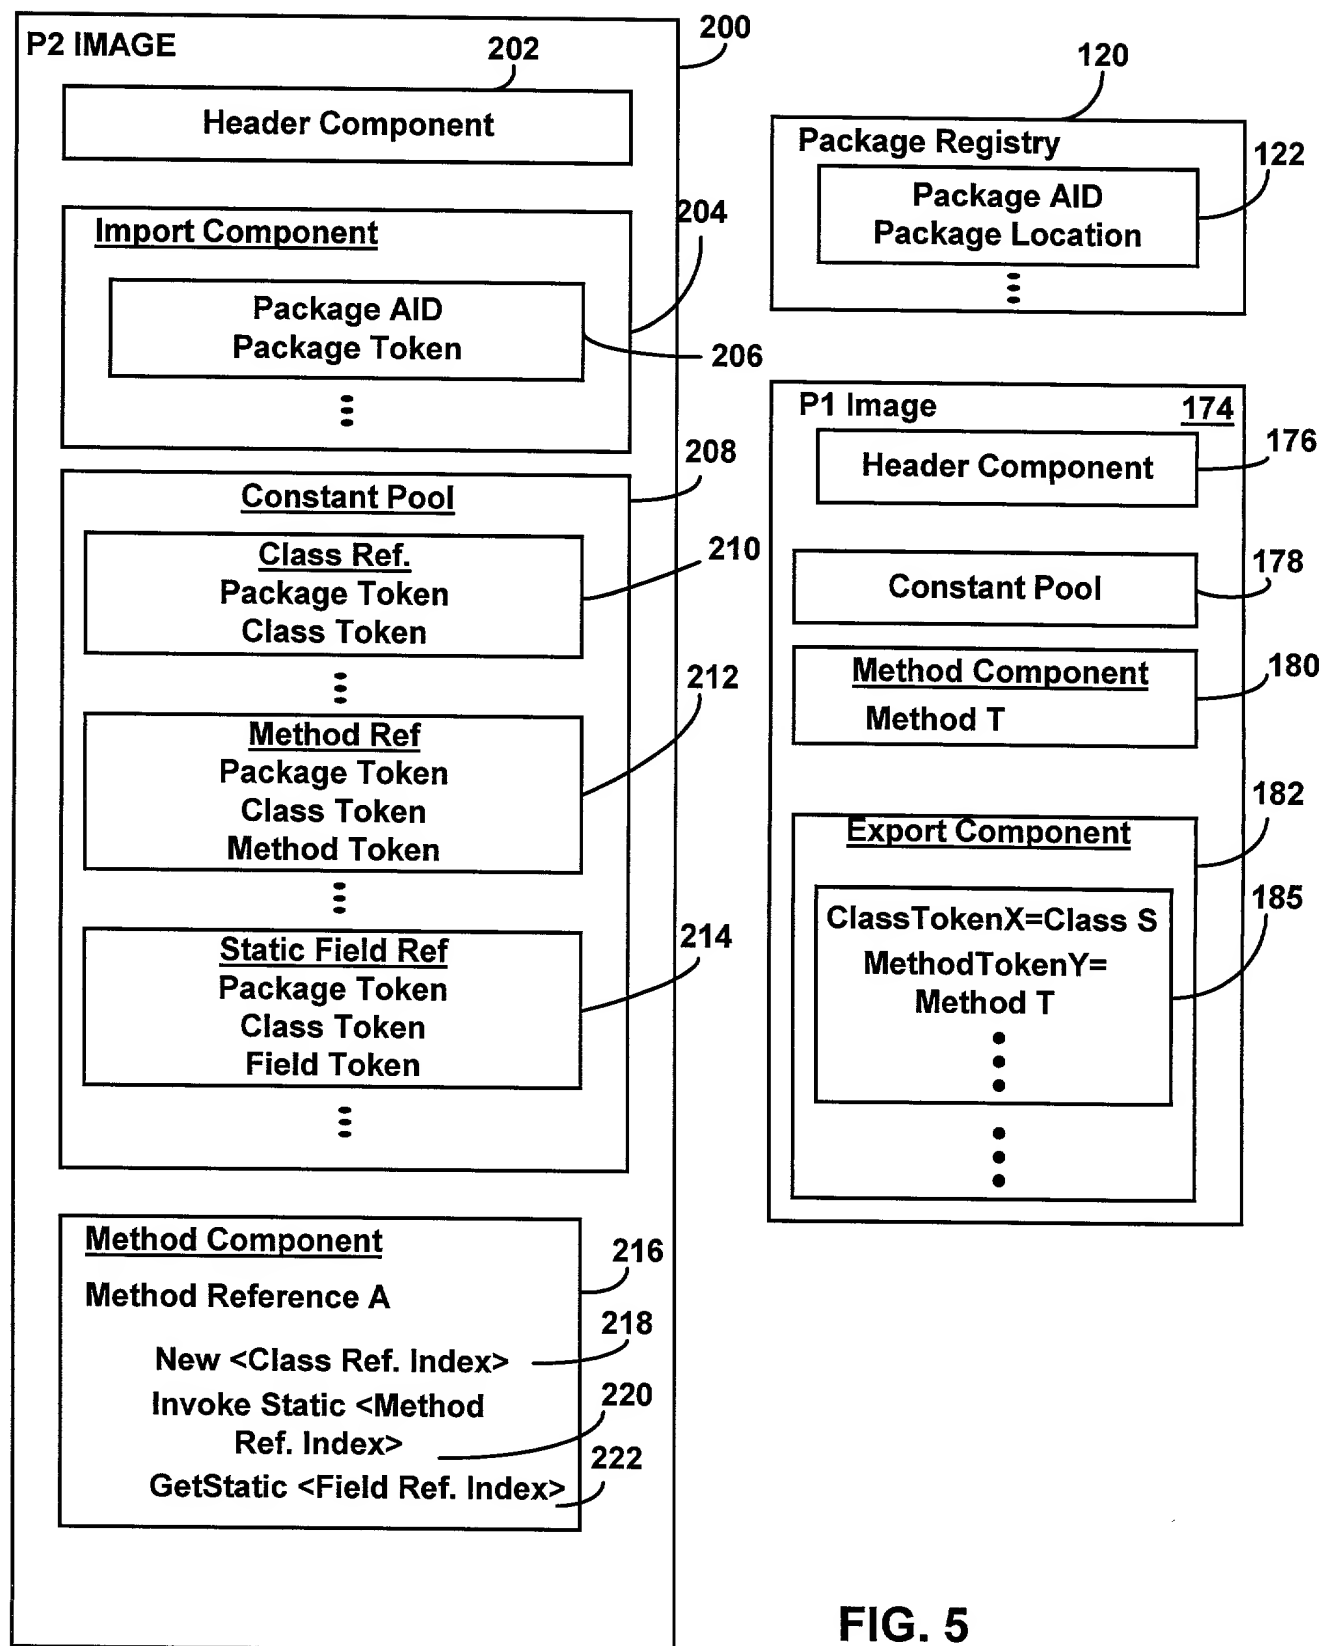 P2 IMAGE
200
202
Header Component
204
Import Component
Package AID
Package Token
206
208
Constant Pool
210
Class Ref.
Package Token
Class Token
212
Method Ref
Package Token
Class Token
Method Token
214
Static Field Ref
Package Token
Class Token
Field Token
Method Component
216
Method Reference A
218
New <Class Ref. Index>
220
Invoke Static <Method
Ref. Index>
222
GetStatic <Field Ref. Index>
120
Package Registry
122
Package AID
Package Location
P1 Image
174
176
Header Component
178
Constant Pool
180
Method Component
Method T
182
Export Component
185
ClassTokenX=Class S
MethodTokenY=
Method T
FIG. 5